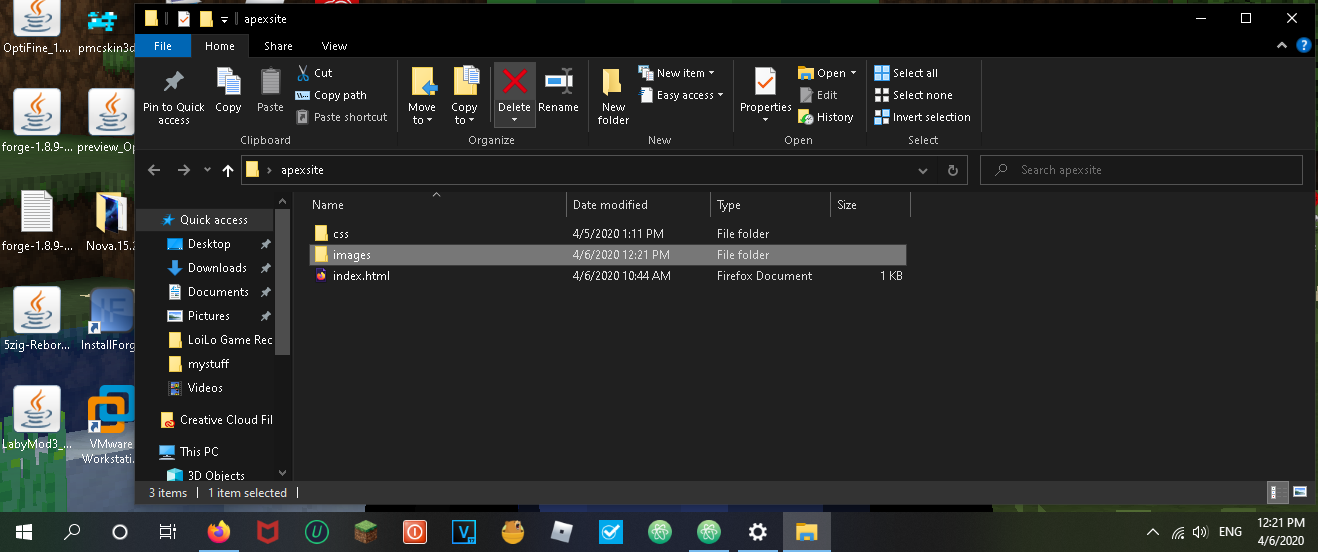 OptiFine_1....
pmcskin3d
forge-1.8.9-...
preview_Op
forge-1.8.9-...
Nova.15.2
5zig-Rebor...
InstallForg
LabyMod3_...
VMware
Workstati...
apexsite
File
Home
Share
View
Pin to Quick
access
Copy
Paste
Cut
Copy path
Paste shortcut
Clipboard
Move
to
Copy
to
Delete
Rename
Organize
New
folder
New item
Easy access
New
Properties
Open
Edit
History
Open
Select all
Select none
Invert selection
Select
apexsite
Search apexsite
Quick access
Desktop
Downloads
Documents
Pictures
LoiLo Game Rec
mystuff
Videos
Creative Cloud Fil
This PC
3D Objects
Name Date modified Type Size
css 4/5/2020 1:11 PM File folder
images 4/6/2020 12:21 PM File folder
index.html 4/6/2020 10:44 AM Firefox Document 1 KB
3 items 1 item selected
ENG
12:21 PM
4/6/2020